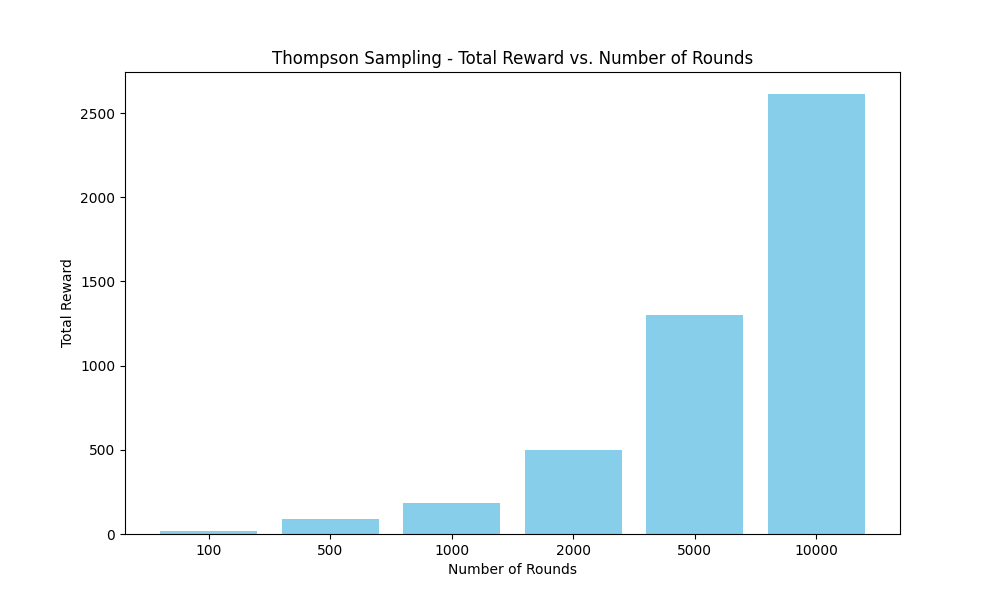 Thompson Sampling - Total Reward vs. Number of Rounds
2500
2000
1500
1000
500
0
Total Reward
100 500 1000 2000 5000 10000
Number of Rounds